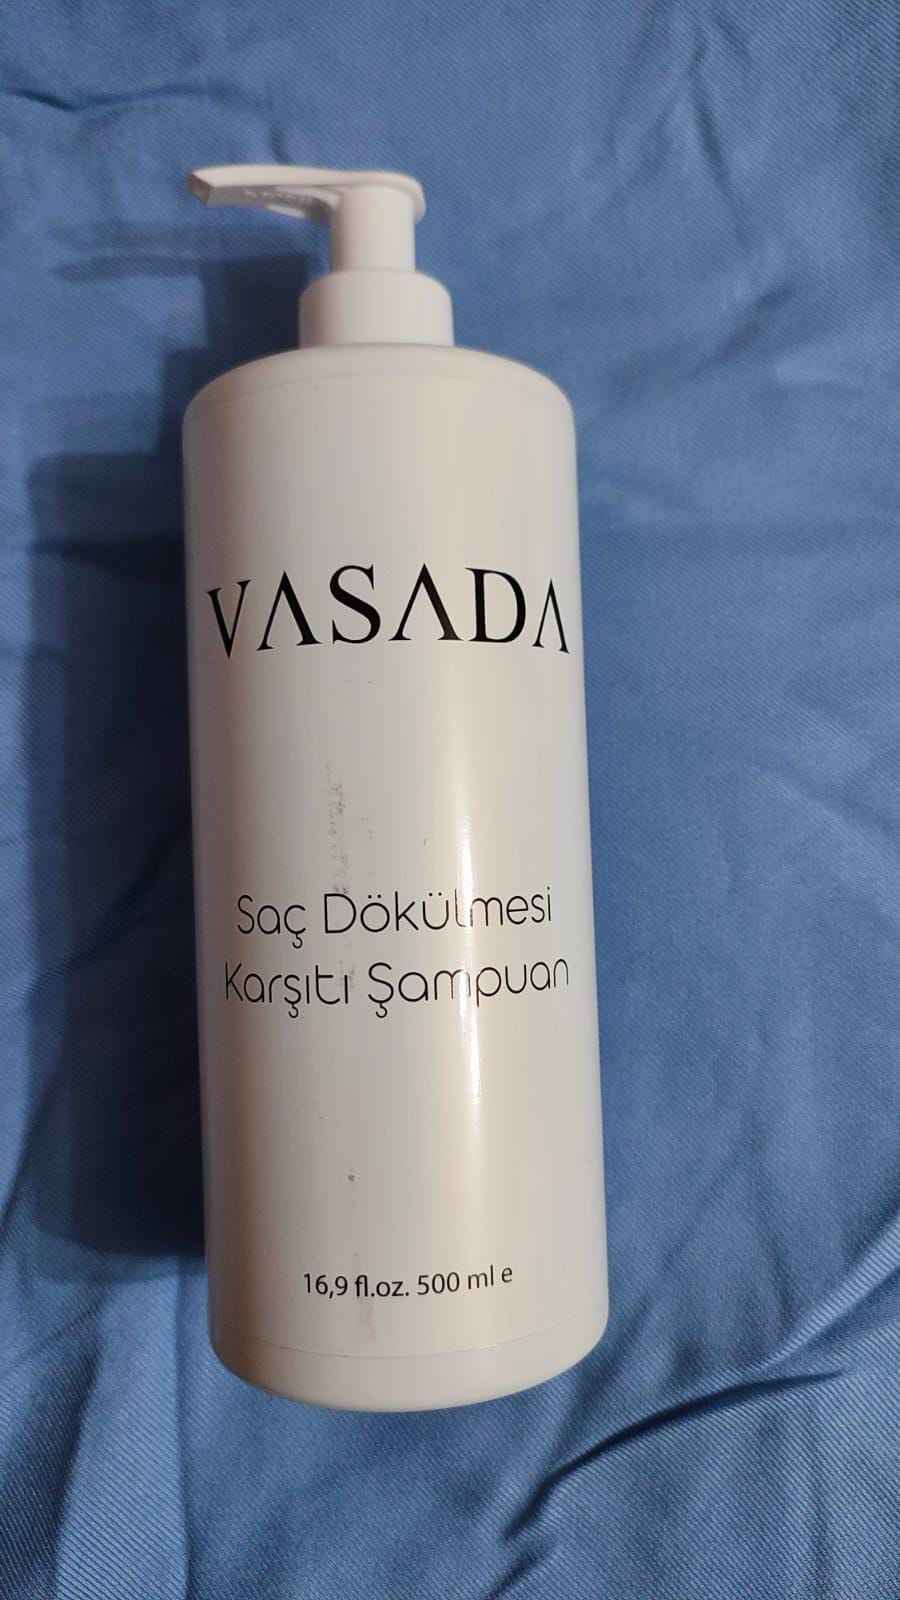 VASADA
Saç Dökülmesi
Karşıtı Şampuan
16,9 fl.oz. 500 ml e